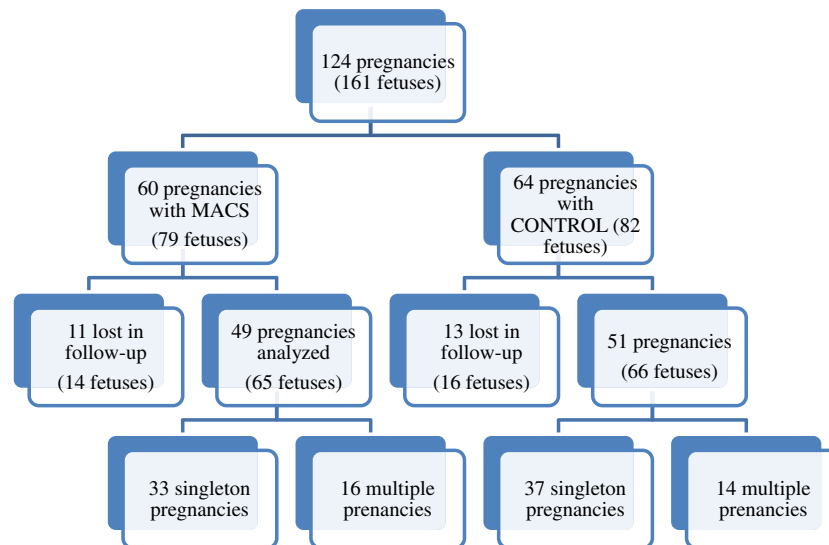 124 pregnancies
(161 fetuses)
60 pregnancies
with MACS
(79 fetuses)
64 pregnancies
with
CONTROL (82
fetuses)
11 lost in
follow-up
(14 fetuses)
49 pregnancies
analyzed
(65 fetuses)
13 lost in
follow-up
(16 fetuses)
51 pregnancies
(66 fetuses)
33 singleton
pregnancies
16 multiple
prenancies
37 singleton
pregnancies
14 multiple
prenancies